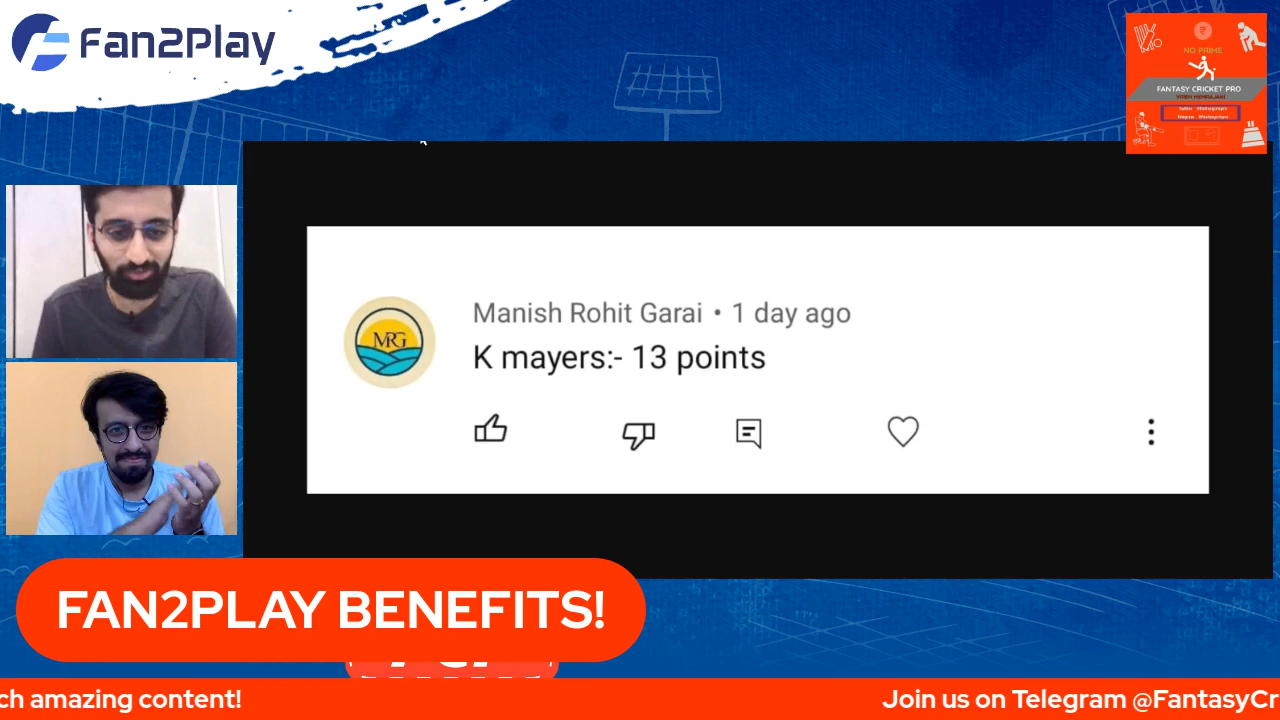 Fan2Play
NO PRIME
FANTASY CRICKET PRO
Manish Rohit Garai • 1 day ago
MRG
K mayers:- 13 points
FAN2PLAY BENEFITS!
ch amazing content!
Join us on Telegram @FantasyCr